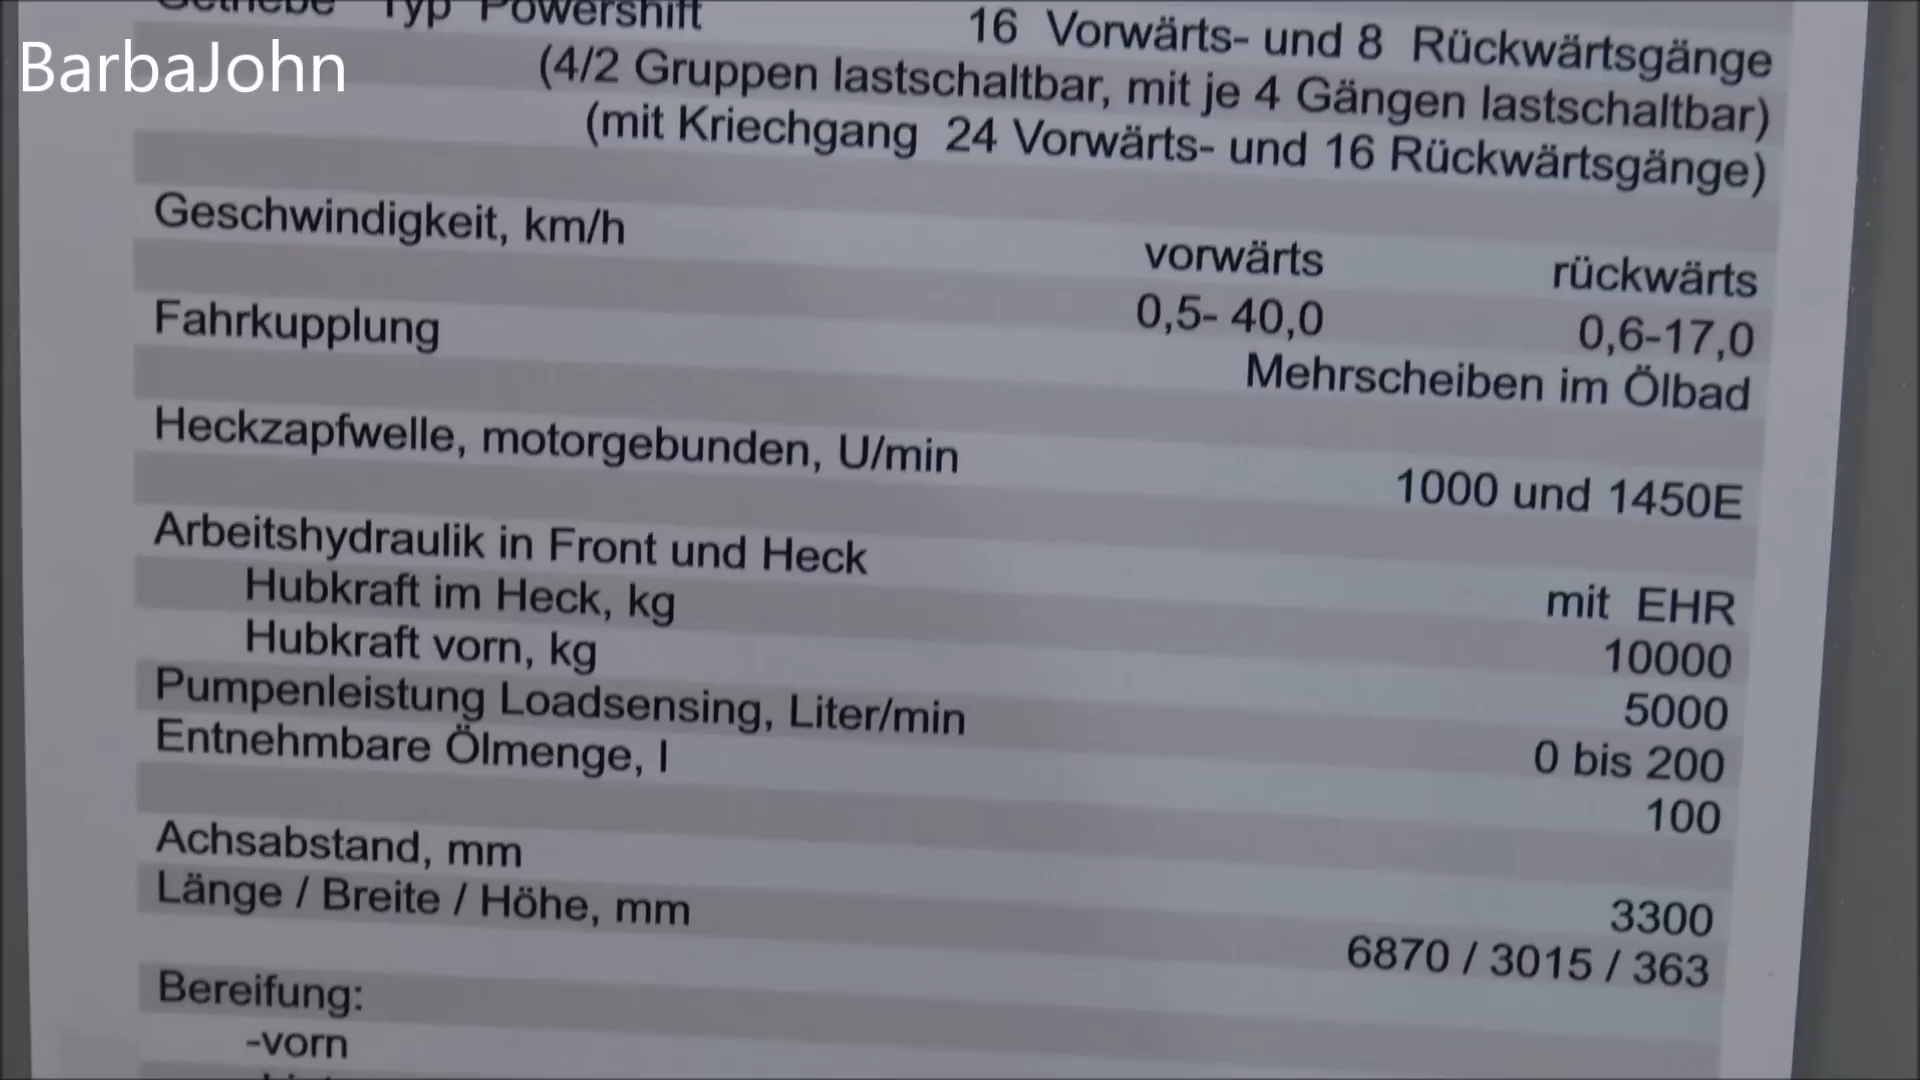 BarbaJohn
Getriebe Typ Powershift 16 Vorwärts- und 8 Rückwärtsgänge
(4/2 Gruppen lastschaltbar, mit je 4 Gängen lastschaltbar)
(mit Kriechgang 24 Vorwärts- und 16 Rückwärtsgänge)
Geschwindigkeit, km/h vorwärts rückwärts
0,5- 40,0 0,6-17,0
Fahrkupplung Mehrscheiben im Ölbad
Heckzapfwelle, motorgebunden, U/min 1000 und 1450E
Arbeitshydraulik in Front und Heck mit EHR
Hubkraft im Heck, kg 10000
Hubkraft vorn, kg 5000
Pumpenleistung Loadsensing, Liter/min 0 bis 200
Entnehmbare Ölmenge, l 100
Achsabstand, mm 3300
Länge / Breite / Höhe, mm 6870 / 3015 / 363
Bereifung:
-vorn